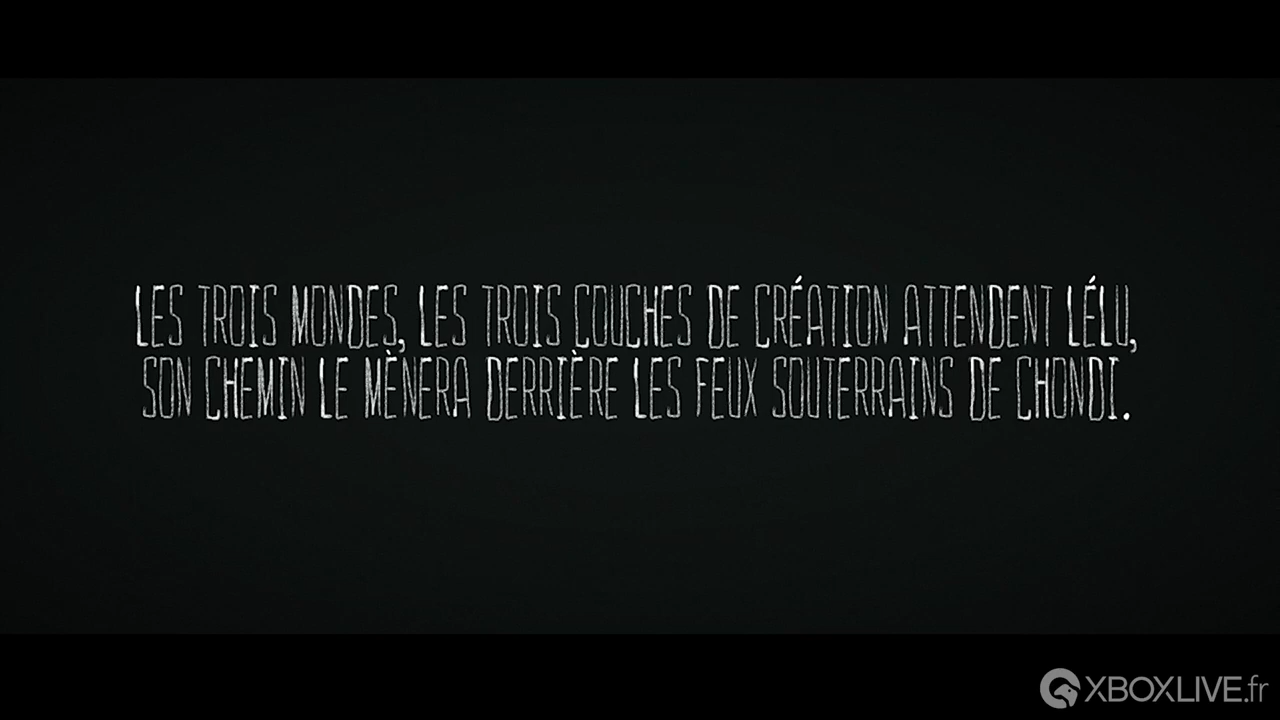 LES TROIS MONDES, LES TROIS COUCHES DE CRÉATION ATTENDENT LÉLU,
SON CHEMIN LE MÈNERA DERRIÈRE LES FEUX SOUTERRAINS DE CHONDI.
XBOXLIVE.fr